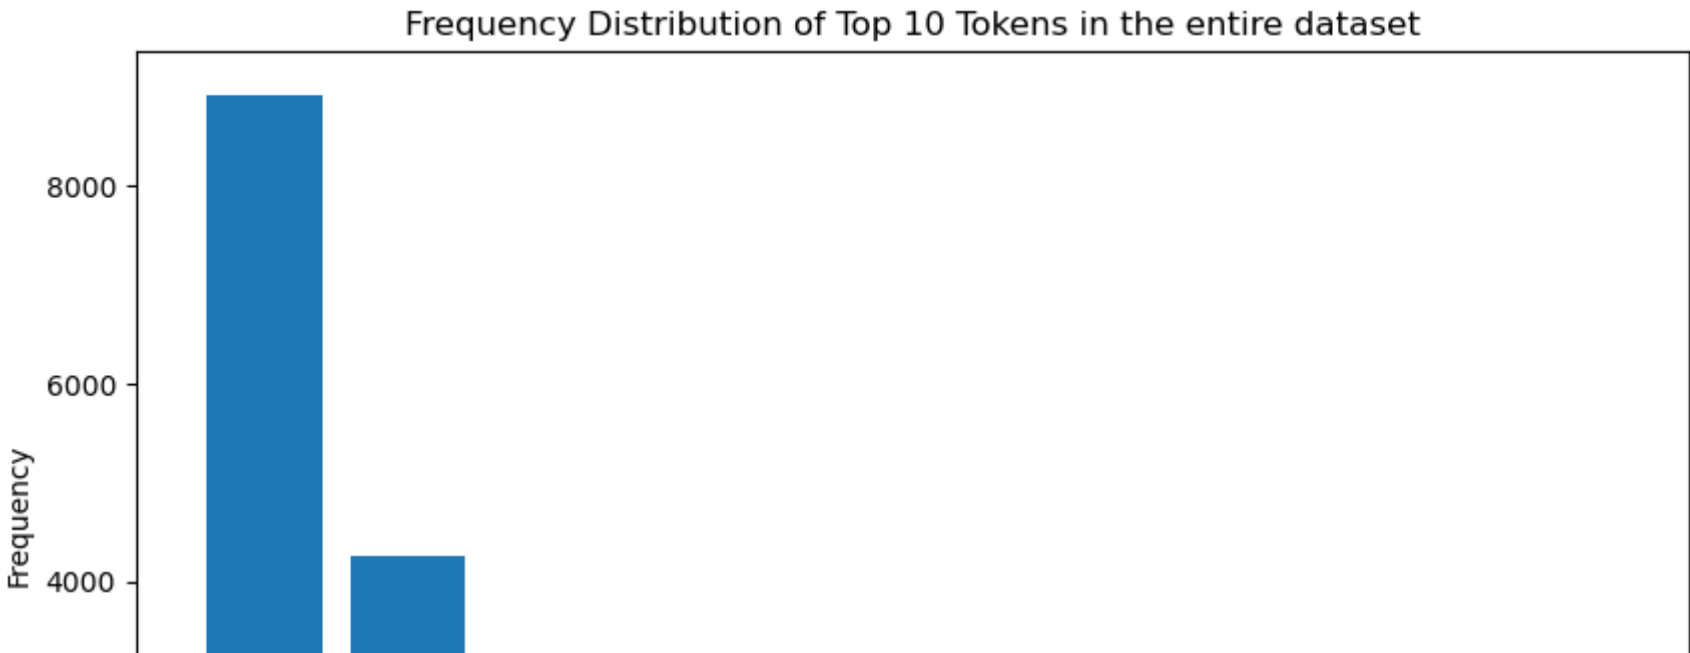 Frequency Distribution of Top 10 Tokens in the entire dataset
8000
6000
4000
Frequency